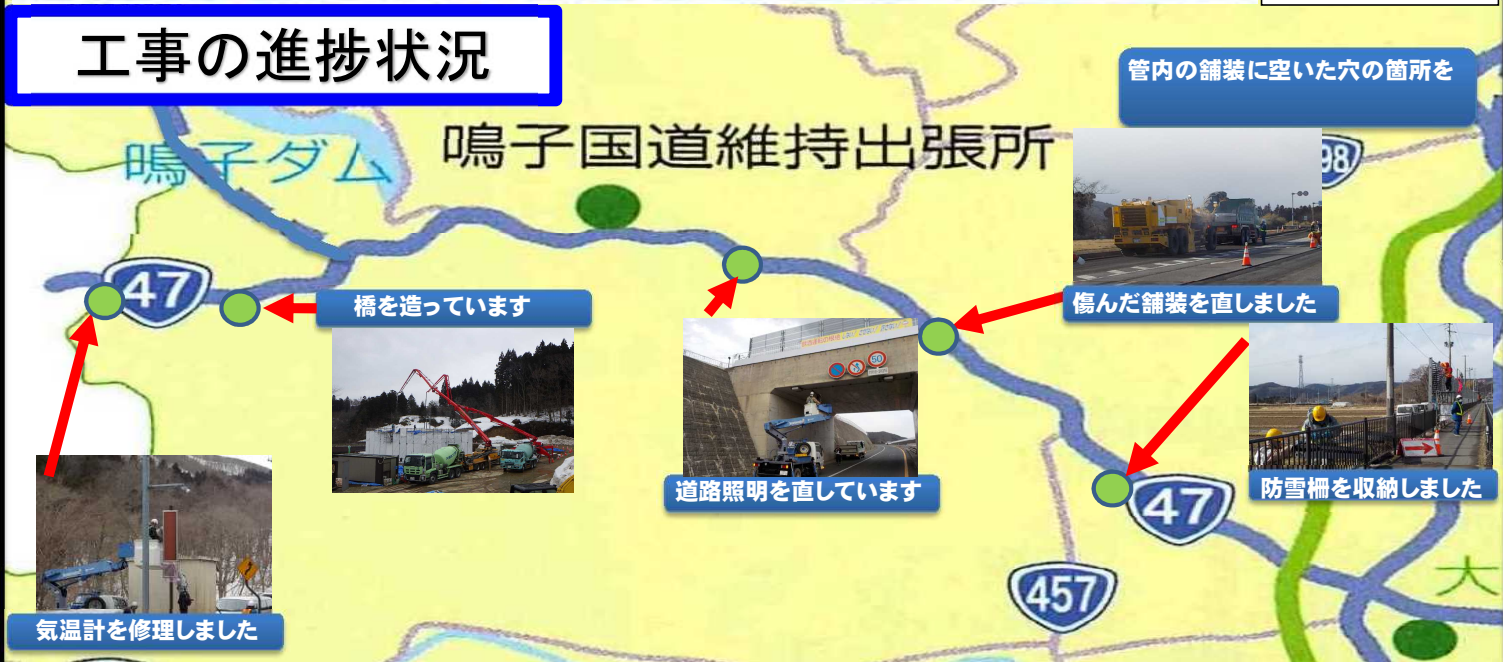 工事の進捗状況
管内の舗装に空いた穴の箇所を
鳴子ダム
鳴子国道維持出張所
98
47
橋を造っています
傷んだ舗装を直しました
50
道路照明を直しています
防雪柵を収納しました
47
457
大
気温計を修理しました